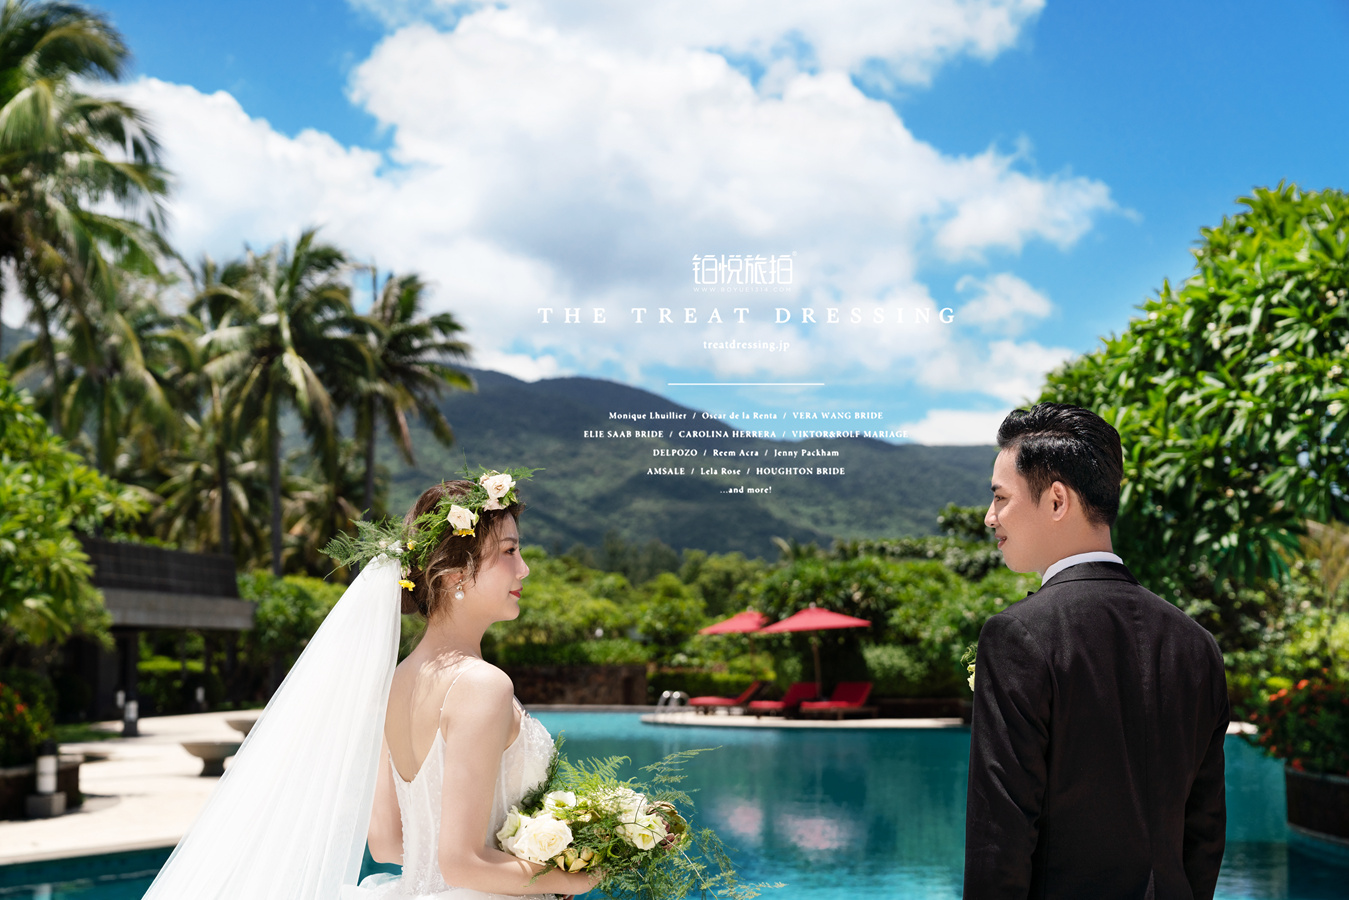 铂悦旅拍
THE TREAT DRESSING
treatdressing.jp
Monique Lhuillier / Oscar de la Renta / VERA WANG BRIDE
ELIE SAAB BRIDE / CAROLINA HERRERA / VIKTOR&ROLF MARIAGE
DELPOZO / Reem Acra / Jenny Packham
AMSALE / Lela Rose / HOUGHTON BRIDE
...and more!